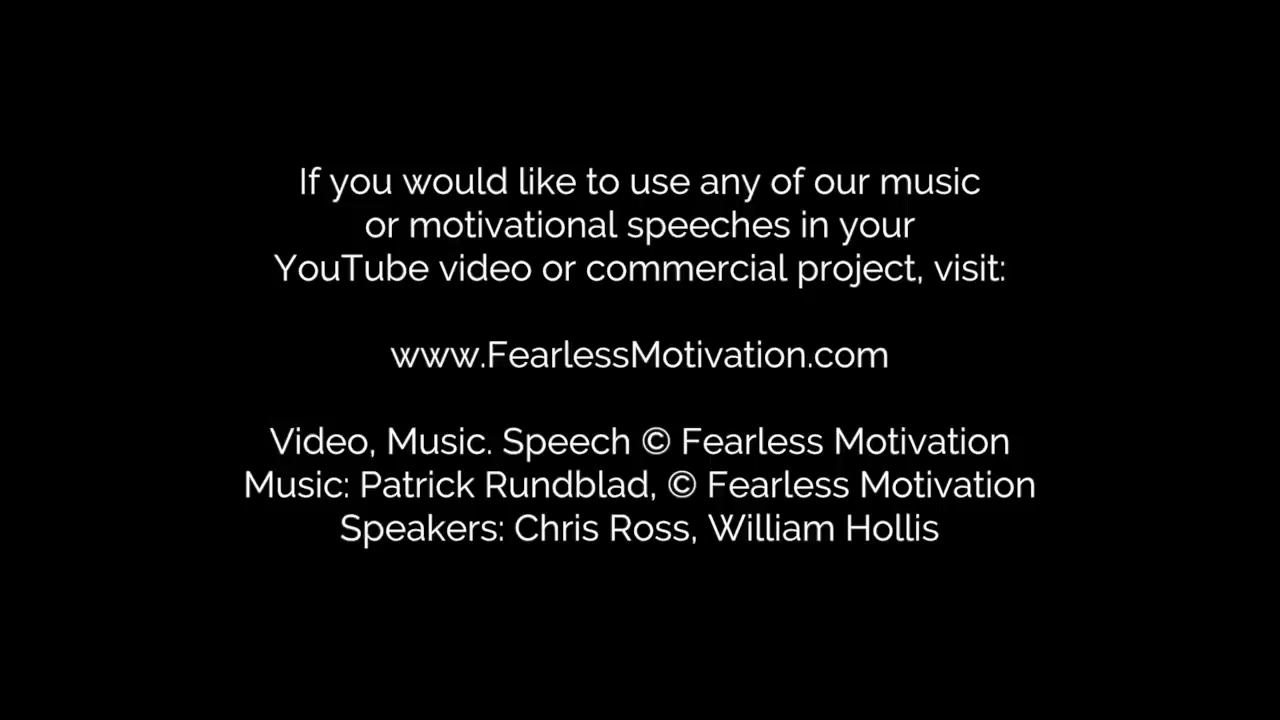 If you would like to use any of our music
or motivational speeches in your
YouTube video or commercial project, visit:
www.FearlessMotivation.com
Video, Music. Speech © Fearless Motivation
Music: Patrick Rundblad, © Fearless Motivation
Speakers: Chris Ross, William Hollis